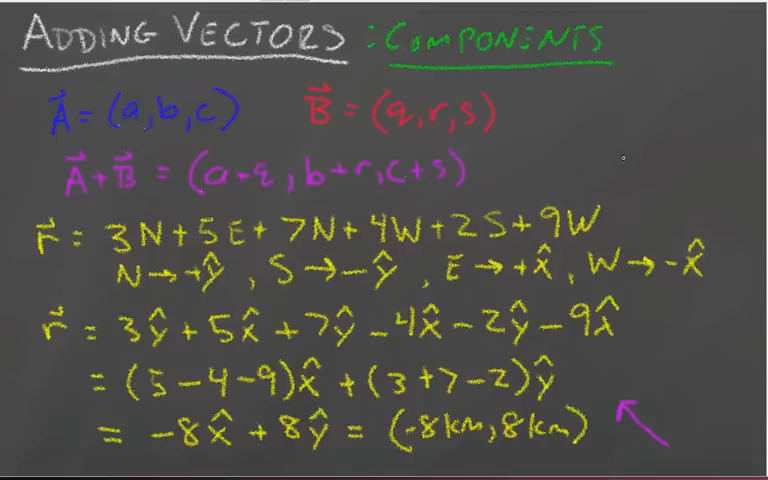 ADDING VECTORS : COMPONENTS
A⃗ = (a, b, c) B⃗ = (q, r, s)
A⃗ + B⃗ = (a+q, b+r, c+s)
r⃗ = 3N + 5E + 7N + 4W + 2S + 9W
N → +ŷ, S → -ŷ, E → +x̂, W → -x̂
r⃗ = 3ŷ + 5x̂ + 7ŷ - 4x̂ - 2ŷ - 9x̂
= (5 - 4 - 9)x̂ + (3 + 7 - 2)ŷ
= -8x̂ + 8ŷ = (-8km, 8km)